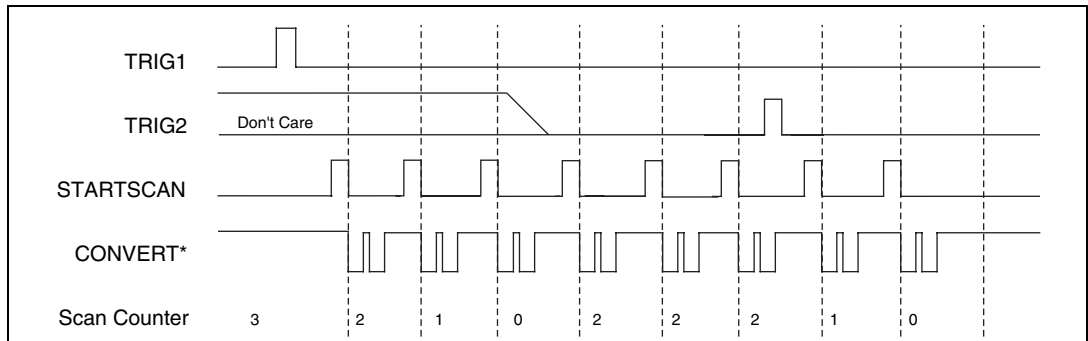 TRIG1
TRIG2 Don't Care
STARTSCAN
CONVERT*
Scan Counter 3 2 1 0 2 2 2 1 0